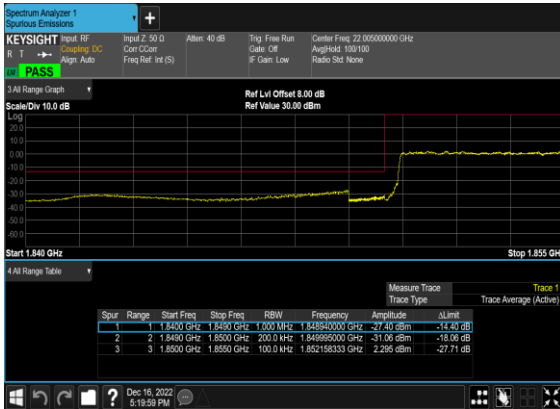 Spectrum Analyzer 1
Spurious Emissions
+
KEYSIGHT Input: RF Input Z: 50 Ω Atten: 40 dB Trig: Free Run Center Freq: 22.005000000 GHz
R T Coupling: DC Corr CCorr Gate: Off Avg|Hold: 100/100
Align: Auto Freq Ref: Int (S) IF Gain: Low Radio Std: None
LXI PASS
3 All Range Graph
Ref Lvl Offset 8.00 dB
Scale/Div 10.0 dB Ref Value 30.00 dBm
Log
20.0
10.0
0.00
-10.0
-20.0
-30.0
-40.0
-50.0
-60.0
Start 1.840 GHz Stop 1.855 GH
4 All Range Table
Measure Trace Trace 1
Trace Type Trace Average (Active)
Spur Range Start Freq Stop Freq RBW Frequency Amplitude ΔLimit
1 1 1.8400 GHz 1.8490 GHz 1.000 MHz 1.848940000 GHz -27.40 dBm -14.40 dB
2 2 1.8490 GHz 1.8500 GHz 200.0 kHz 1.849995000 GHz -31.06 dBm -18.06 dB
3 3 1.8500 GHz 1.8550 GHz 100.0 kHz 1.852158333 GHz 2.295 dBm -27.71 dB
? Dec 16, 2022
5:19:59 PM